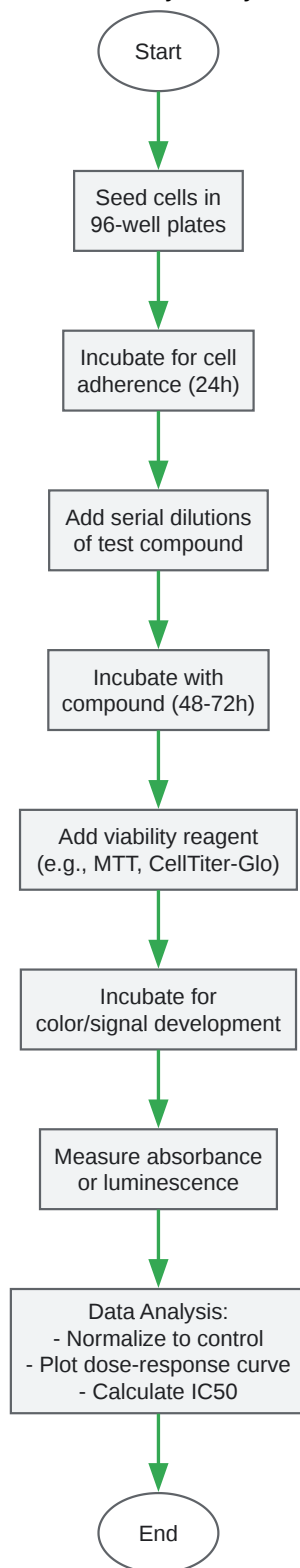 Start
Seed cells in
96-well plates
Incubate for cell
adherence (24h)
Add serial dilutions
of test compound
Incubate with
compound (48-72h)
Add viability reagent
(e.g., MTT, CellTiter-Glo)
Incubate for
color/signal development
Measure absorbance
or luminescence
Data Analysis:
- Normalize to control
- Plot dose-response curve
- Calculate IC50
End